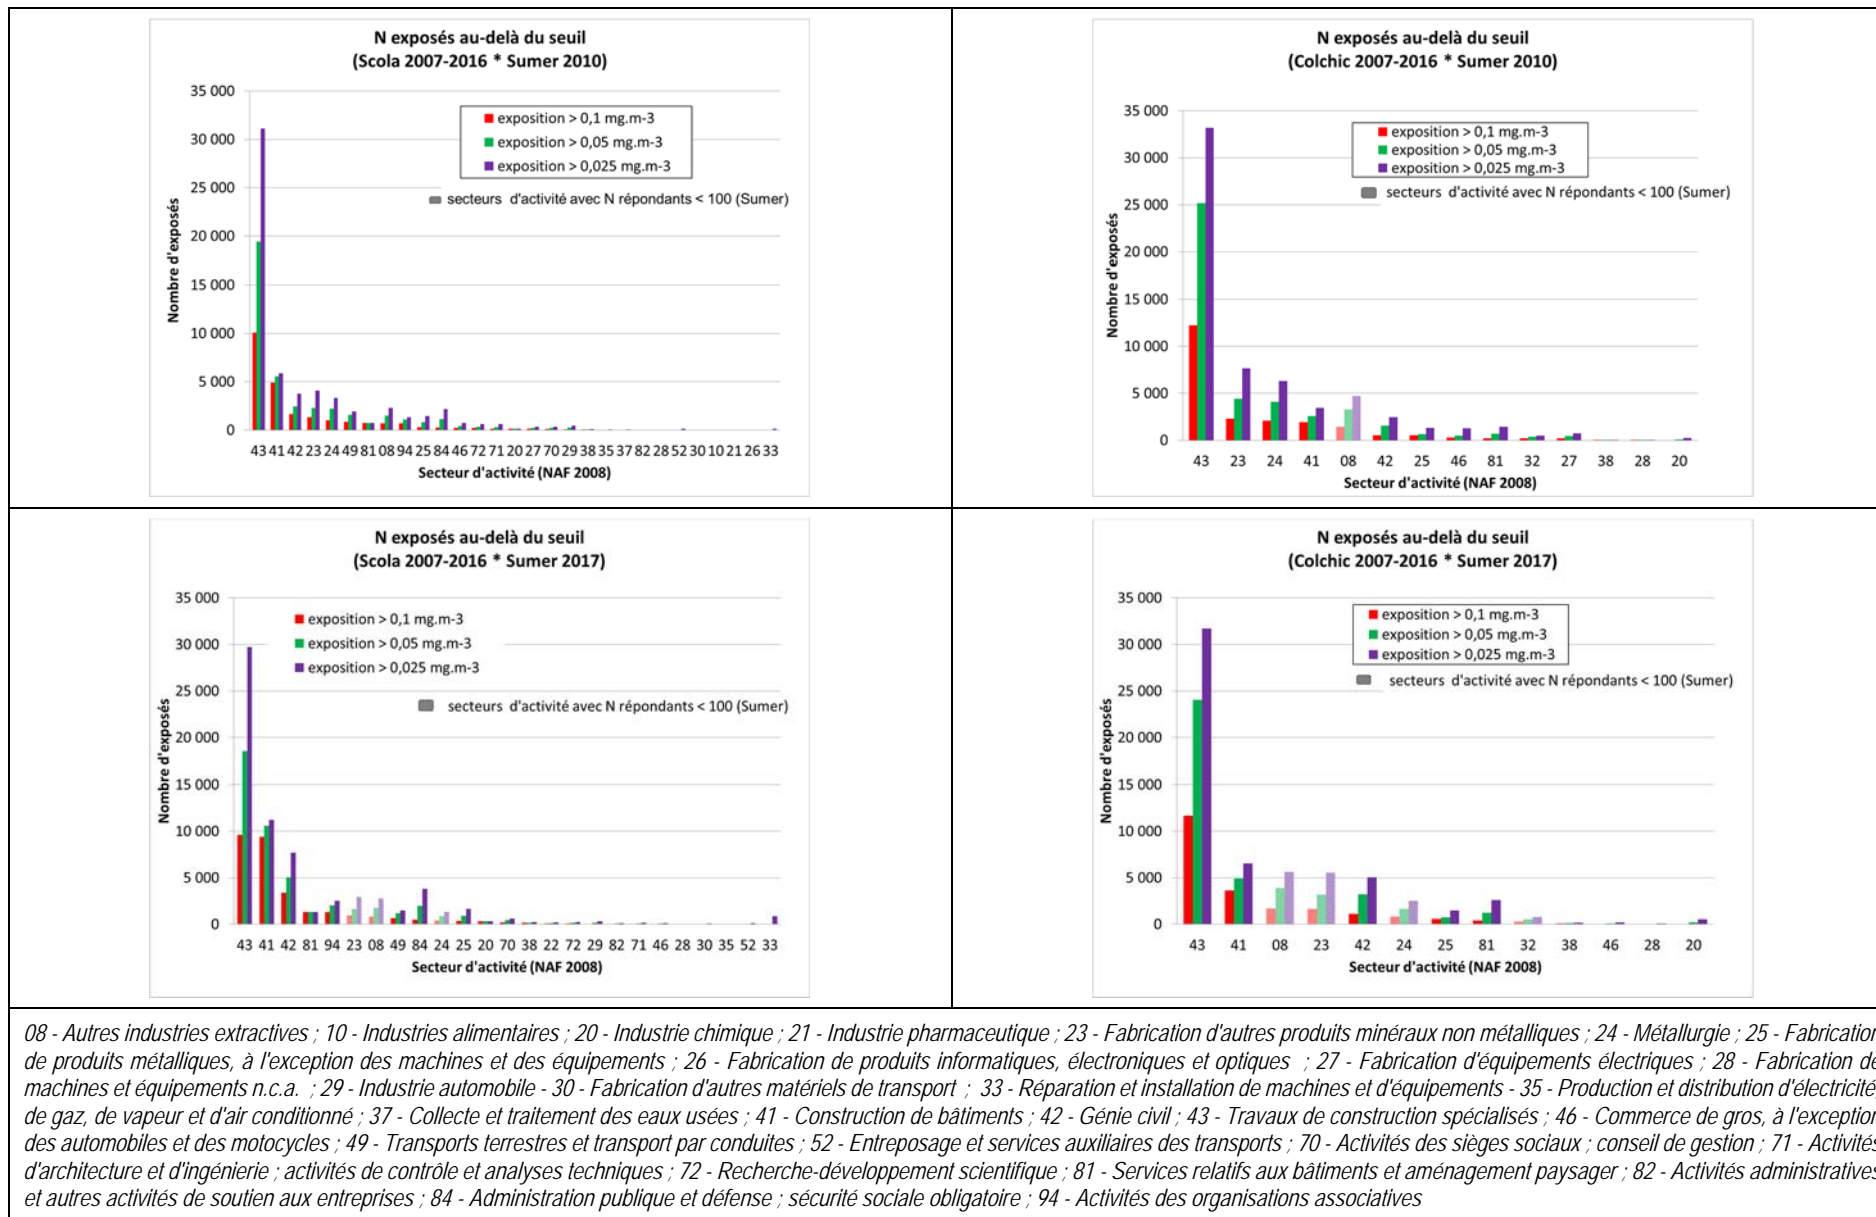 N exposés au-delà du seuil
(Scola 2007-2016 * Sumer 2010)
35 000
30 000
25 000
20 000
15 000
10 000
5 000
0
Nombre d'exposés
exposition > 0,1 mg.m-3
exposition > 0,05 mg.m-3
exposition > 0,025 mg.m-3
secteurs d'activité avec N répondants < 100 (Sumer)
43 41 42 23 24 49 81 08 94 25 84 46 72 71 20 27 70 29 38 35 37 82 28 52 30 10 21 26 33
Secteur d'activité (NAF 2008)
N exposés au-delà du seuil
(Colchic 2007-2016 * Sumer 2010)
35 000
30 000
25 000
20 000
15 000
10 000
5 000
0
Nombre d'exposés
exposition > 0,1 mg.m-3
exposition > 0,05 mg.m-3
exposition > 0,025 mg.m-3
secteurs d'activité avec N répondants < 100 (Sumer)
43 23 24 41 08 42 25 46 81 32 27 38 28 20
Secteur d'activité (NAF 2008)
N exposés au-delà du seuil
(Scola 2007-2016 * Sumer 2017)
35 000
30 000
25 000
20 000
15 000
10 000
5 000
0
Nombre d'exposés
exposition > 0,1 mg.m-3
exposition > 0,05 mg.m-3
exposition > 0,025 mg.m-3
secteurs d'activité avec N répondants < 100 (Sumer)
43 41 42 81 94 23 08 49 84 24 25 20 70 38 22 72 29 82 71 46 28 30 35 52 33
Secteur d'activité (NAF 2008)
N exposés au-delà du seuil
(Colchic 2007-2016 * Sumer 2017)
35 000
30 000
25 000
20 000
15 000
10 000
5 000
0
Nombre d'exposés
exposition > 0,1 mg.m-3
exposition > 0,05 mg.m-3
exposition > 0,025 mg.m-3
secteurs d'activité avec N répondants < 100 (Sumer)
43 41 08 23 42 24 25 81 32 38 46 28 20
Secteur d'activité (NAF 2008)
08 - Autres industries extractives ; 10 - Industries alimentaires ; 20 - Industrie chimique ; 21 - Industrie pharmaceutique ; 23 - Fabrication d'autres produits minéraux non métalliques ; 24 - Métallurgie ; 25 - Fabrication
de produits métalliques, à l'exception des machines et des équipements ; 26 - Fabrication de produits informatiques, électroniques et optiques ; 27 - Fabrication d'équipements électriques ; 28 - Fabrication de
machines et équipements n.c.a. ; 29 - Industrie automobile - 30 - Fabrication d'autres matériels de transport ; 33 - Réparation et installation de machines et d'équipements - 35 - Production et distribution d'électricité,
de gaz, de vapeur et d'air conditionné ; 37 - Collecte et traitement des eaux usées ; 41 - Construction de bâtiments ; 42 - Génie civil ; 43 - Travaux de construction spécialisés ; 46 - Commerce de gros, à l'exception
des automobiles et des motocycles ; 49 - Transports terrestres et transport par conduites ; 52 - Entreposage et services auxiliaires des transports ; 70 - Activités des sièges sociaux ; conseil de gestion ; 71 - Activités
d'architecture et d'ingénierie ; activités de contrôle et analyses techniques ; 72 - Recherche-développement scientifique ; 81 - Services relatifs aux bâtiments et aménagement paysager ; 82 - Activités administratives
et autres activités de soutien aux entreprises ; 84 - Administration publique et défense ; sécurité sociale obligatoire ; 94 - Activités des organisations associatives